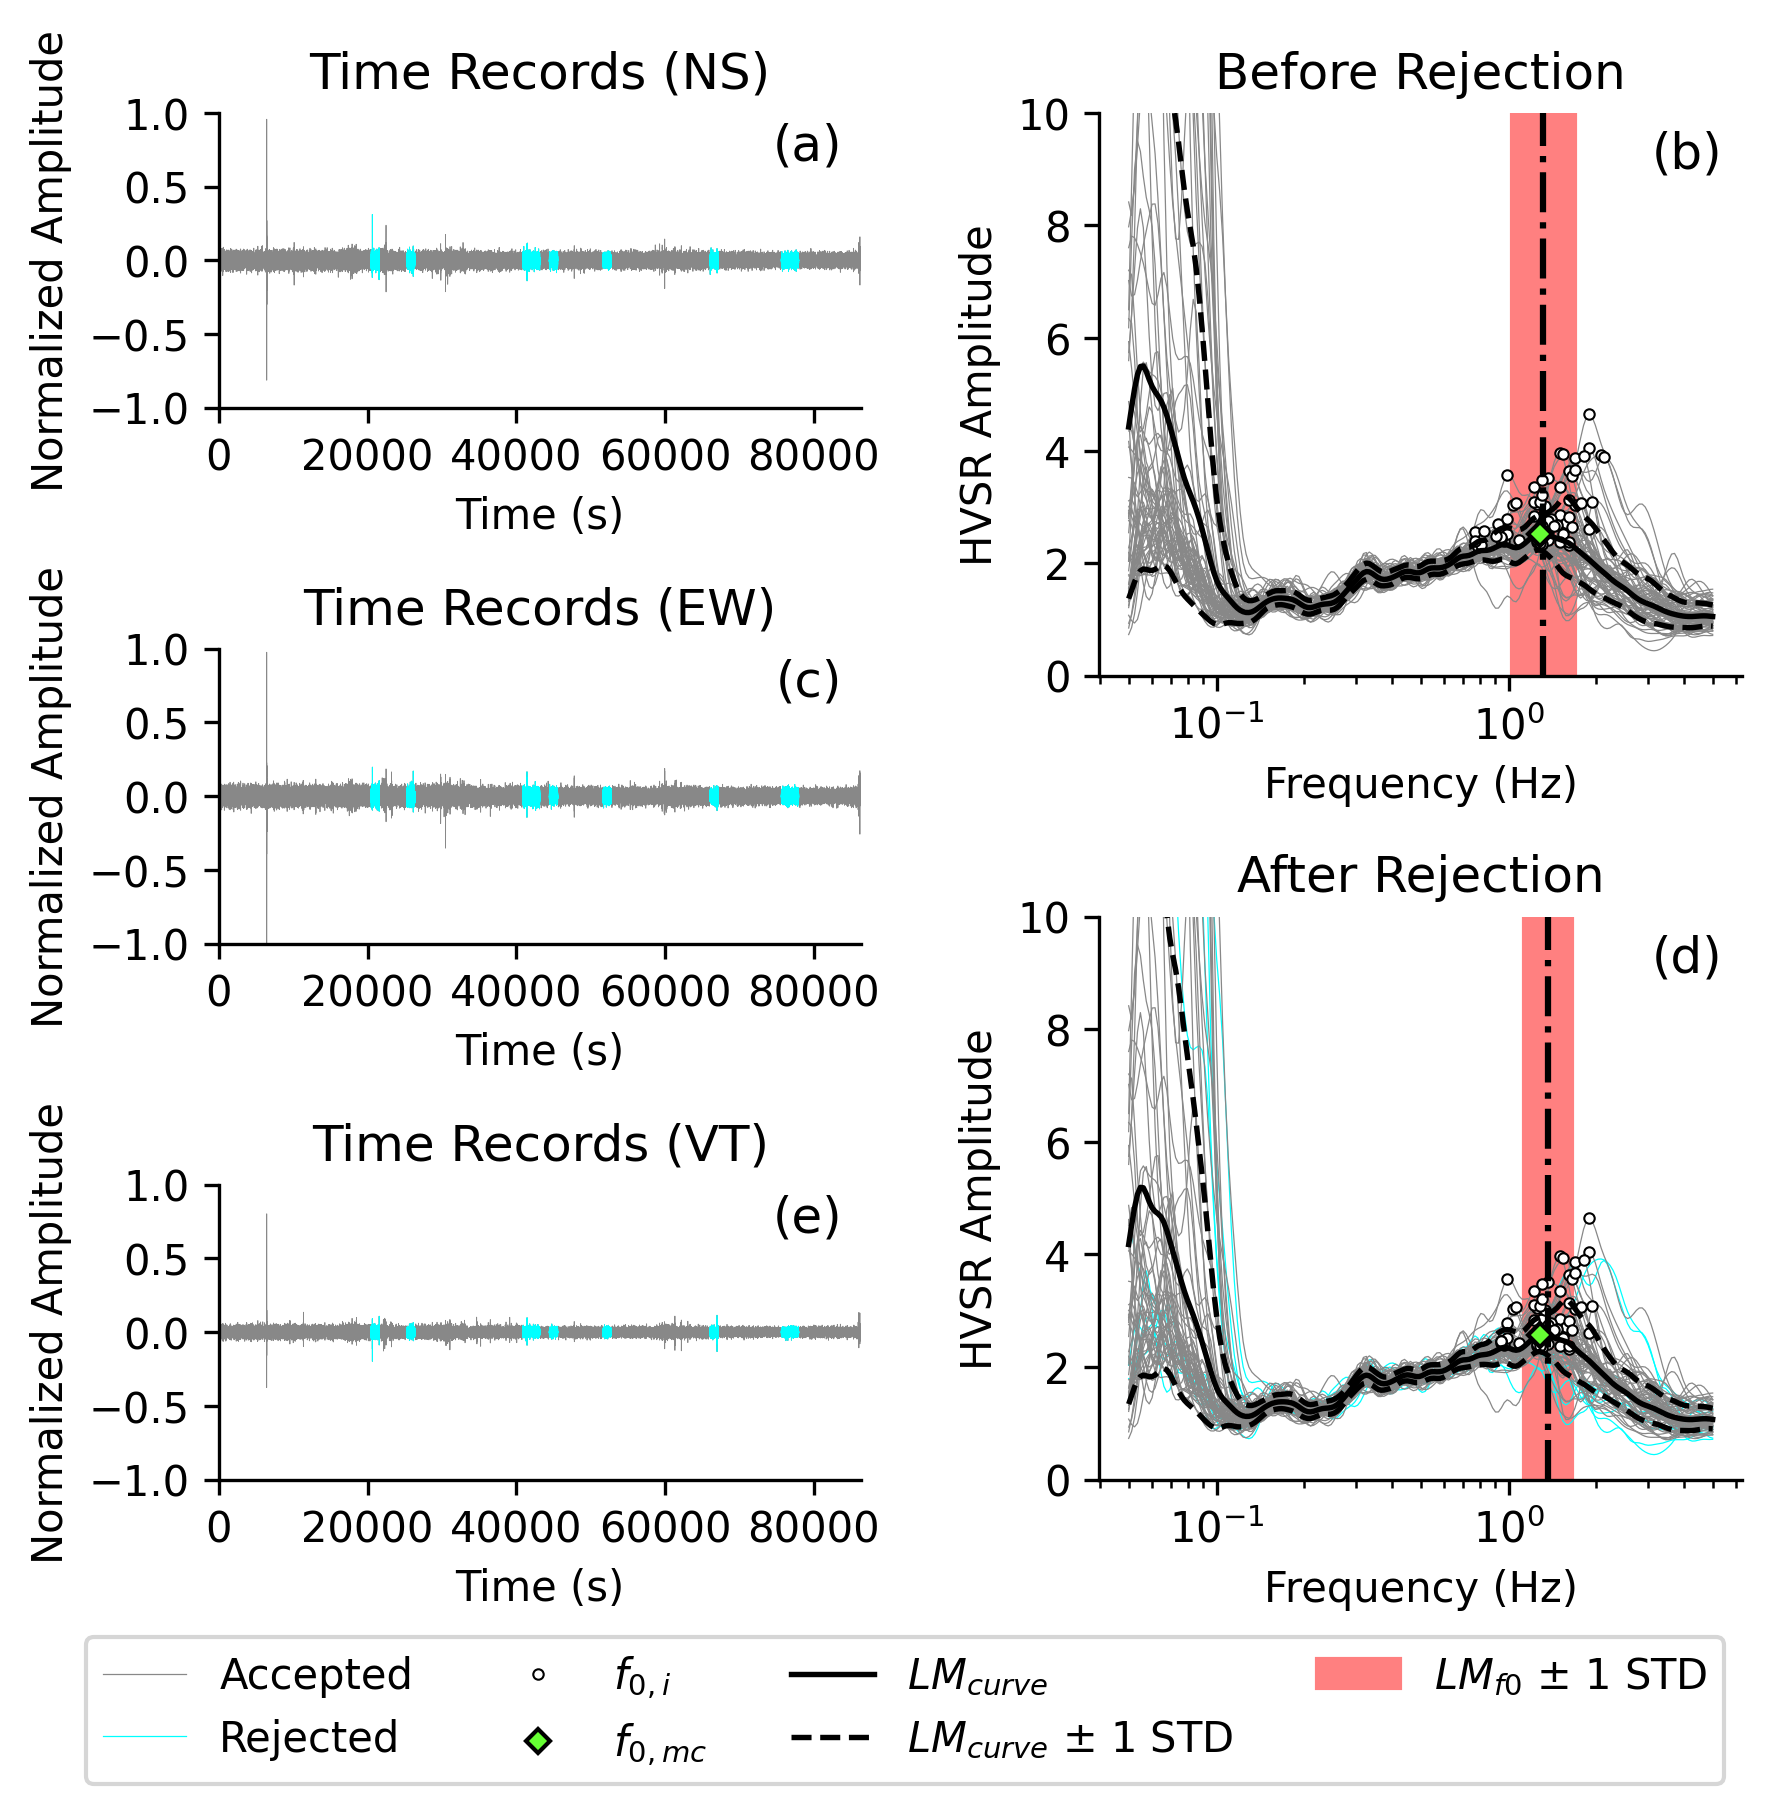 Time Records (NS)
Normalized Amplitude
1.0
0.5
0.0
−0.5
−1.0
(a)
0 20000 40000 60000 80000
Time (s)
Before Rejection
HVSR Amplitude
10
8
6
4
2
0
(b)
10⁻¹ 10⁰
Frequency (Hz)
Time Records (EW)
Normalized Amplitude
1.0
0.5
0.0
−0.5
−1.0
(c)
0 20000 40000 60000 80000
Time (s)
After Rejection
HVSR Amplitude
10
8
6
4
2
0
(d)
10⁻¹ 10⁰
Frequency (Hz)
Time Records (VT)
Normalized Amplitude
1.0
0.5
0.0
−0.5
−1.0
(e)
0 20000 40000 60000 80000
Time (s)
Accepted
Rejected
f0,i
f0,mc
LMcurve
LMcurve ± 1 STD
LMf0 ± 1 STD